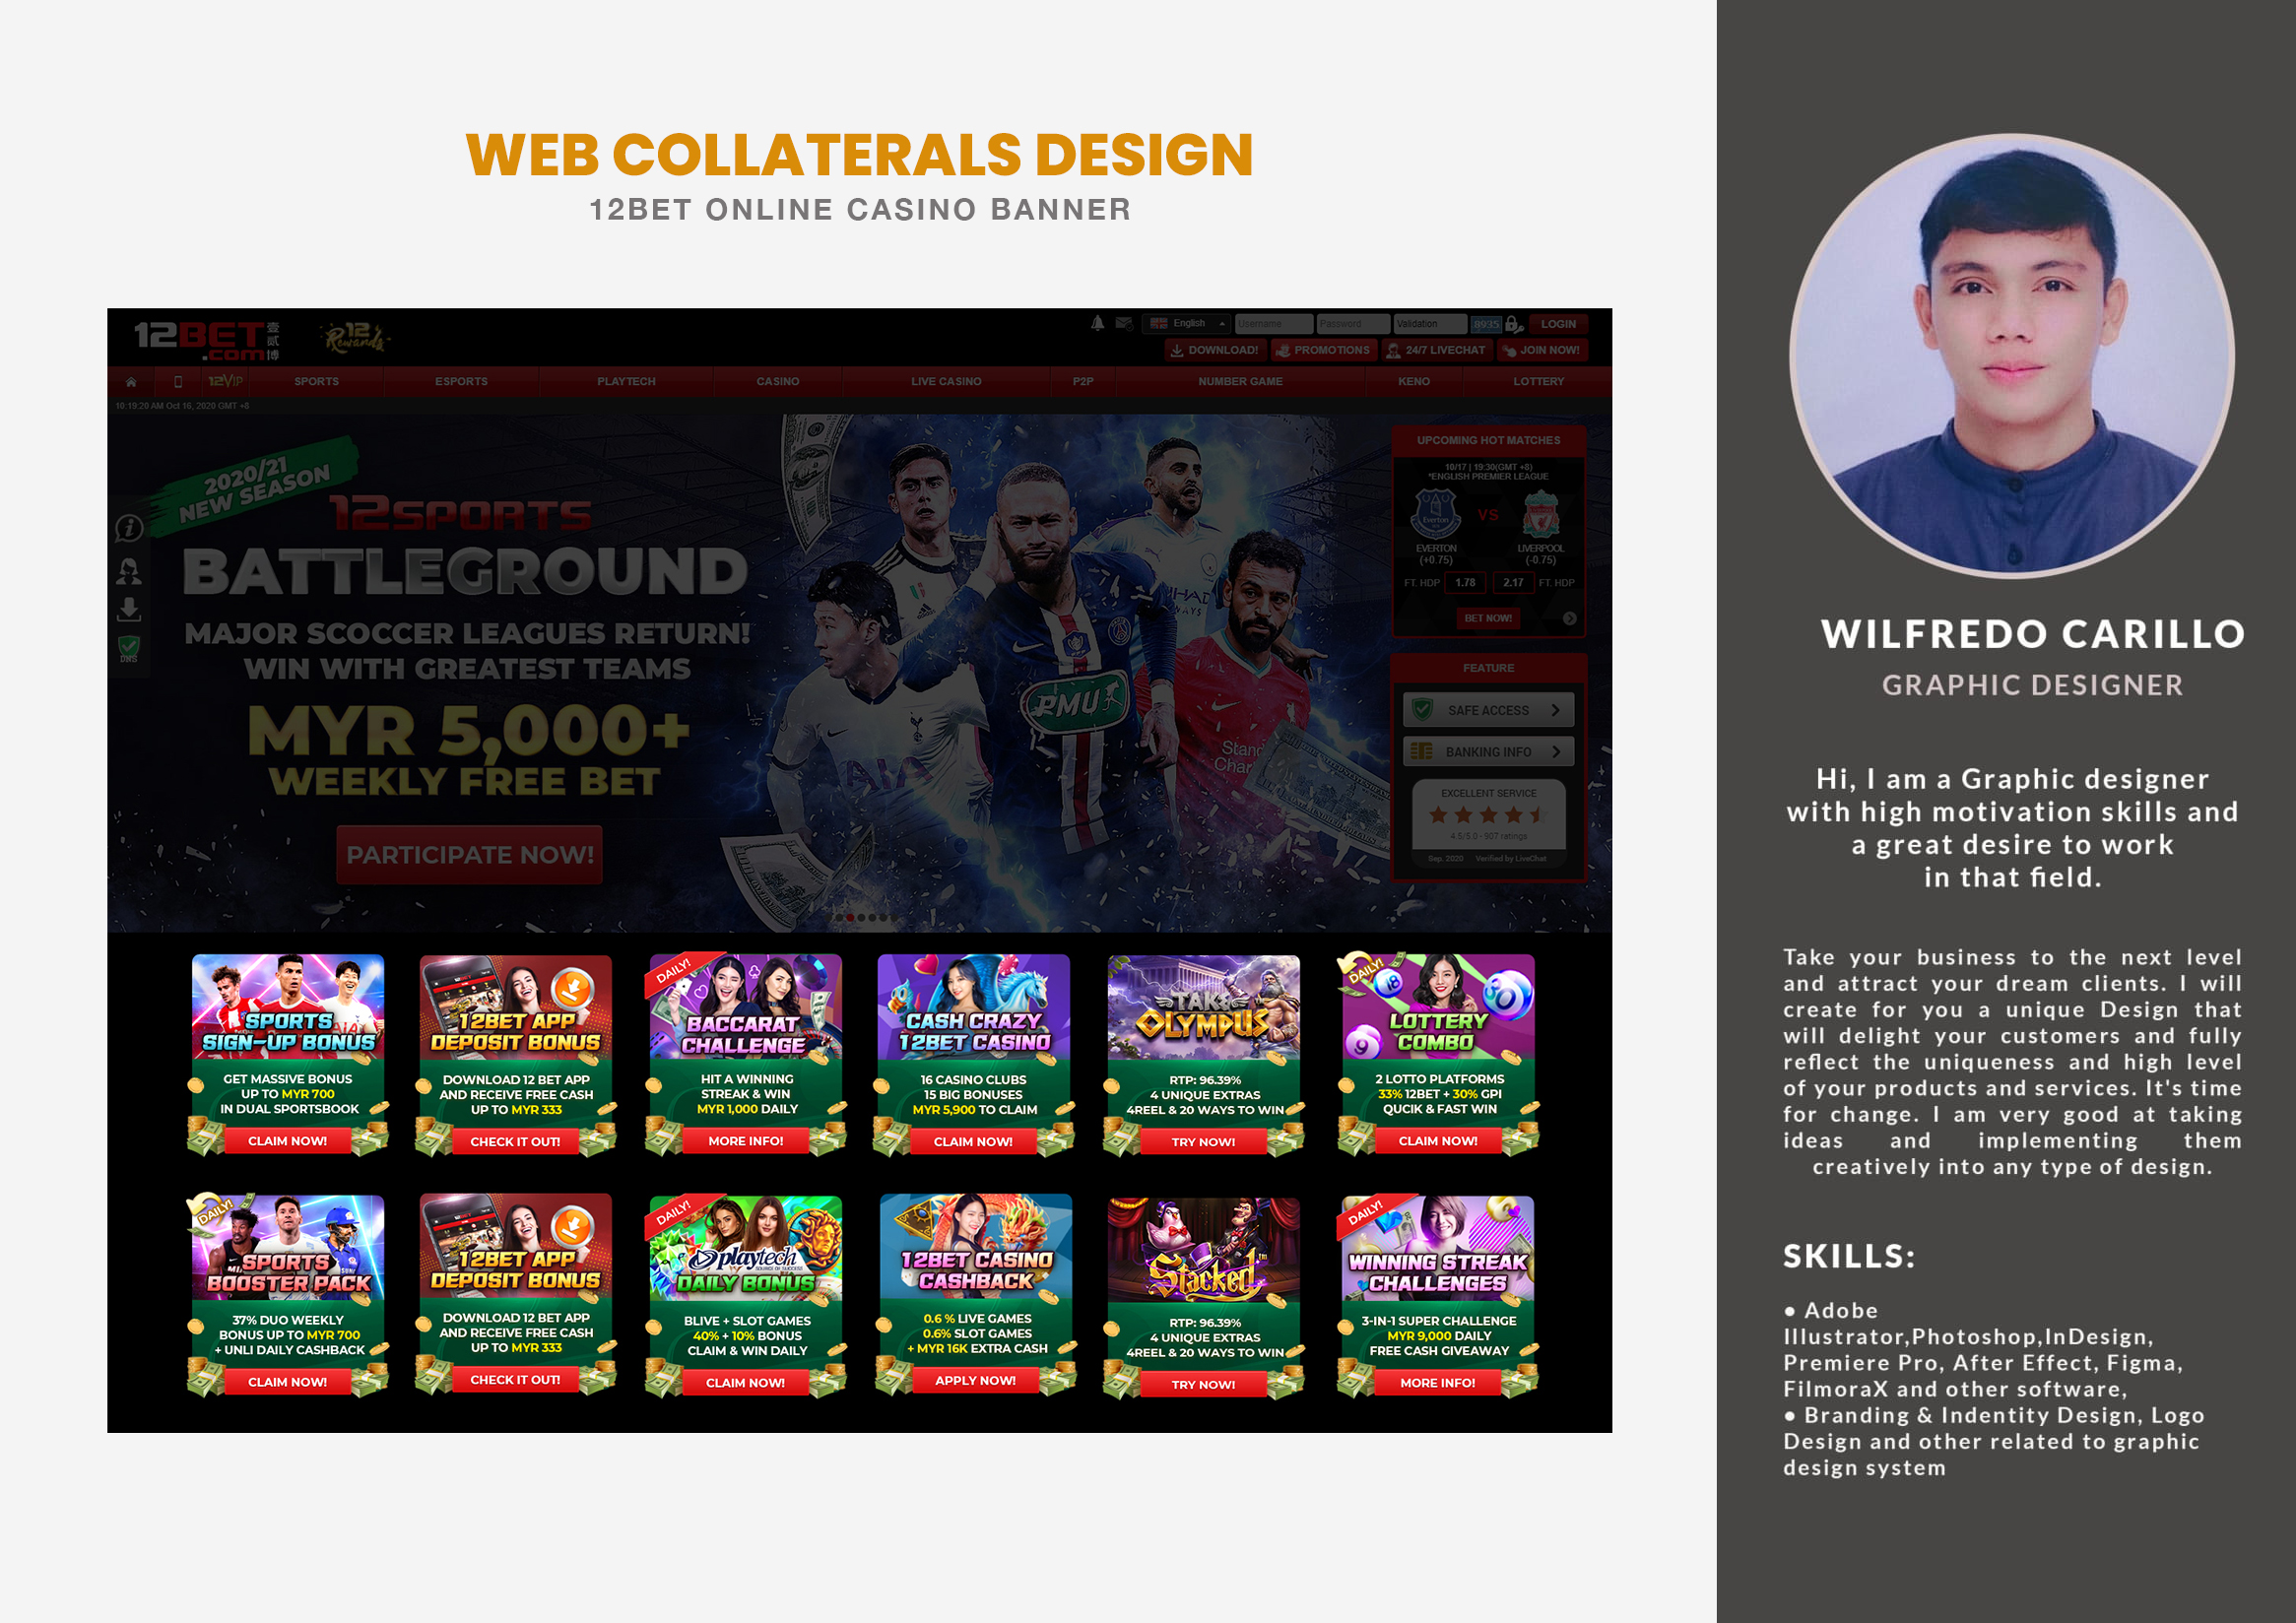 WEB COLLATERALS DESIGN
12BET ONLINE CASINO BANNER
12BET
.com
壹贰博
12
Rewards
English
Username
Password
Validation
8935
LOGIN
DOWNLOAD!
PROMOTIONS
24/7 LIVECHAT
JOIN NOW!
12VIP
SPORTS
ESPORTS
PLAYTECH
CASINO
LIVE CASINO
P2P
NUMBER GAME
KENO
LOTTERY
10:19:20 AM Oct 16, 2020 GMT +8
2020/21
NEW SEASON
12SPORTS
BATTLEGROUND
MAJOR SCOCCER LEAGUES RETURN!
WIN WITH GREATEST TEAMS
MYR 5,000+
WEEKLY FREE BET
PARTICIPATE NOW!
DNS
PMU
AIA
UPCOMING HOT MATCHES
10/17 | 19:30(GMT +8)
*ENGLISH PREMIER LEAGUE
Everton
VS
EVERTON
(+0.75)
LIVERPOOL
(-0.75)
FT. HDP
1.78
2.17
FT. HDP
BET NOW!
FEATURE
SAFE ACCESS
BANKING INFO
EXCELLENT SERVICE
4.5/5.0 - 907 ratings
Sep, 2020
Verified by LiveChat
SPORTS
SIGN-UP BONUS
GET MASSIVE BONUS
UP TO MYR 700
IN DUAL SPORTSBOOK
CLAIM NOW!
12BET APP
DEPOSIT BONUS
DOWNLOAD 12 BET APP
AND RECEIVE FREE CASH
UP TO MYR 333
CHECK IT OUT!
DAILY!
BACCARAT
CHALLENGE
HIT A WINNING
STREAK & WIN
MYR 1,000 DAILY
MORE INFO!
CASH CRAZY
12BET CASINO
16 CASINO CLUBS
15 BIG BONUSES
MYR 5,900 TO CLAIM
CLAIM NOW!
TAKE
OLYMPUS
RTP: 96.39%
4 UNIQUE EXTRAS
4REEL & 20 WAYS TO WIN
TRY NOW!
DAILY!
18
9
LOTTERY
COMBO
2 LOTTO PLATFORMS
33% 12BET + 30% GPI
QUCIK & FAST WIN
CLAIM NOW!
DAILY!
SPORTS
BOOSTER PACK
37% DUO WEEKLY
BONUS UP TO MYR 700
+ UNLI DAILY CASHBACK
CLAIM NOW!
12BET APP
DEPOSIT BONUS
DOWNLOAD 12 BET APP
AND RECEIVE FREE CASH
UP TO MYR 333
CHECK IT OUT!
DAILY!
playtech
SOURCE OF SUCCESS
DAILY BONUS
BLIVE + SLOT GAMES
40% + 10% BONUS
CLAIM & WIN DAILY
CLAIM NOW!
12BET CASINO
CASHBACK
0.6 % LIVE GAMES
0.6% SLOT GAMES
+ MYR 16K EXTRA CASH
APPLY NOW!
Stacked
RTP: 96.39%
4 UNIQUE EXTRAS
4REEL & 20 WAYS TO WIN
TRY NOW!
DAILY!
WINNING STREAK
CHALLENGES
3-IN-1 SUPER CHALLENGE
MYR 9,000 DAILY
FREE CASH GIVEAWAY
MORE INFO!
WILFREDO CARILLO
GRAPHIC DESIGNER
Hi, I am a Graphic designer
with high motivation skills and
a great desire to work
in that field.
Take your business to the next level
and attract your dream clients. I will
create for you a unique Design that
will delight your customers and fully
reflect the uniqueness and high level
of your products and services. It's time
for change. I am very good at taking
ideas and implementing them
creatively into any type of design.
SKILLS:
• Adobe
Illustrator,Photoshop,InDesign,
Premiere Pro, After Effect, Figma,
FilmoraX and other software,
• Branding & Indentity Design, Logo
Design and other related to graphic
design system